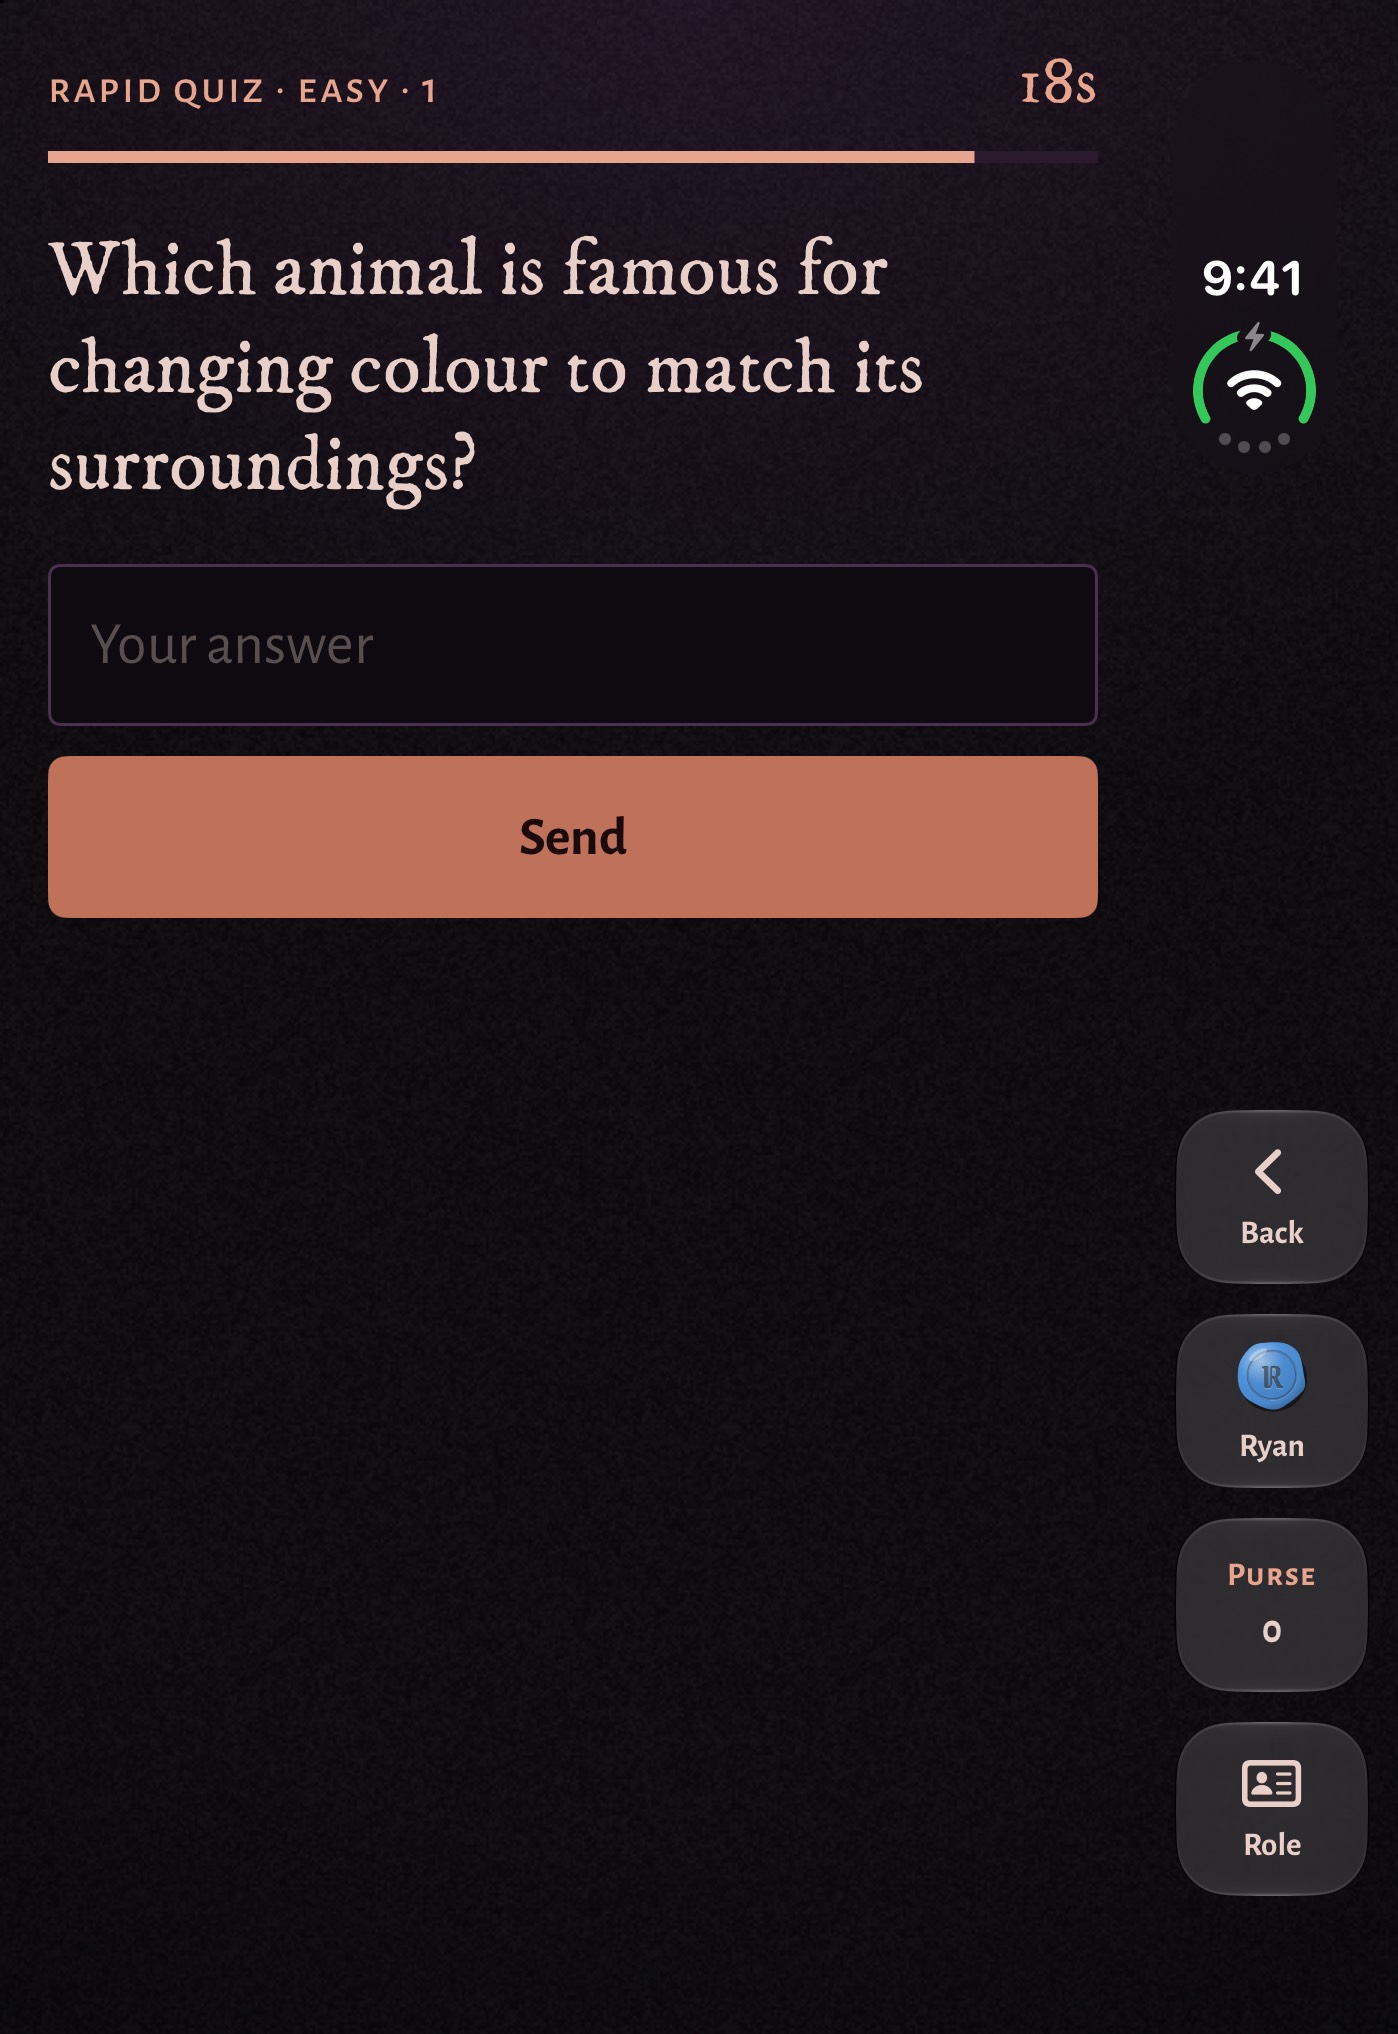 RAPID QUIZ · EASY · 1
18s
Which animal is famous for
changing colour to match its
surroundings?
Your answer
Send
9:41
Back
R
Ryan
PURSE
0
Role